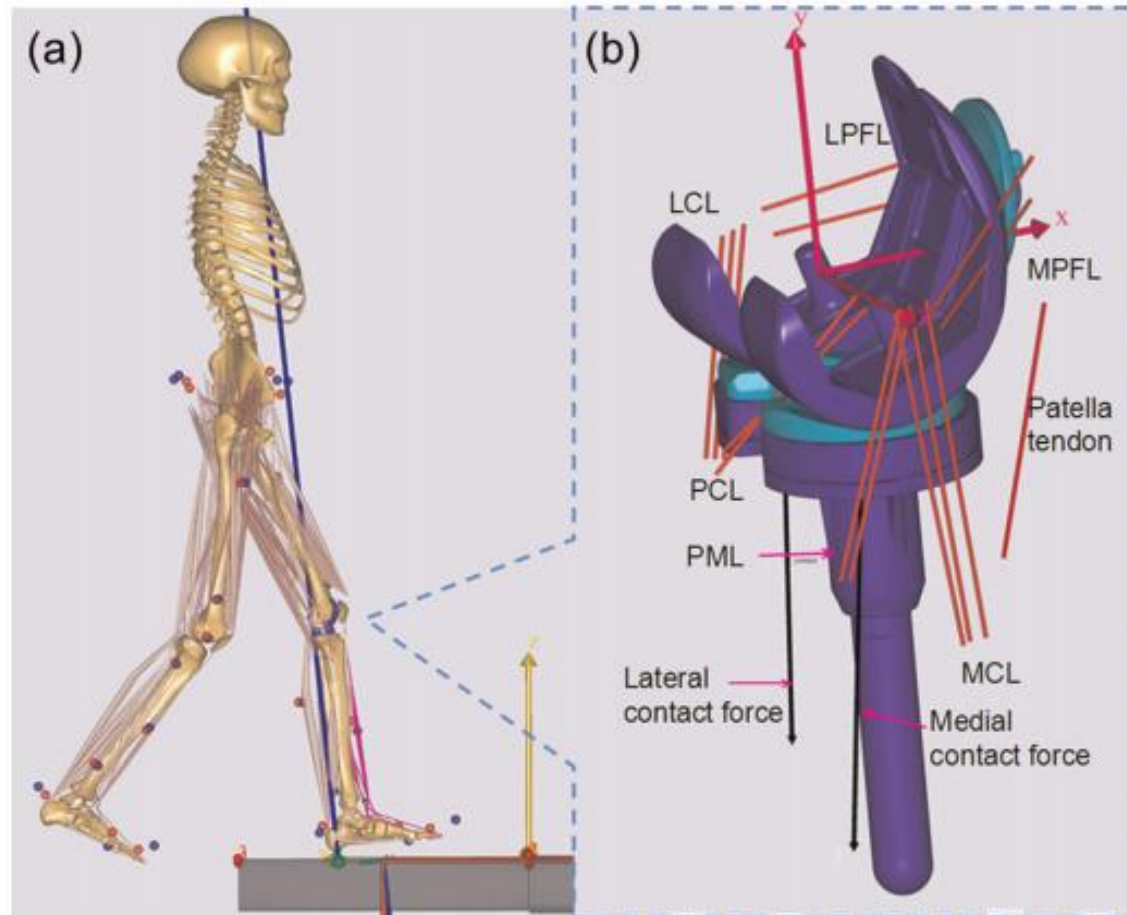 (a)
(b)
y
LPFL
LCL
x
MPFL
Patella
tendon
PCL
PML
MCL
Lateral
contact force
Medial
contact force